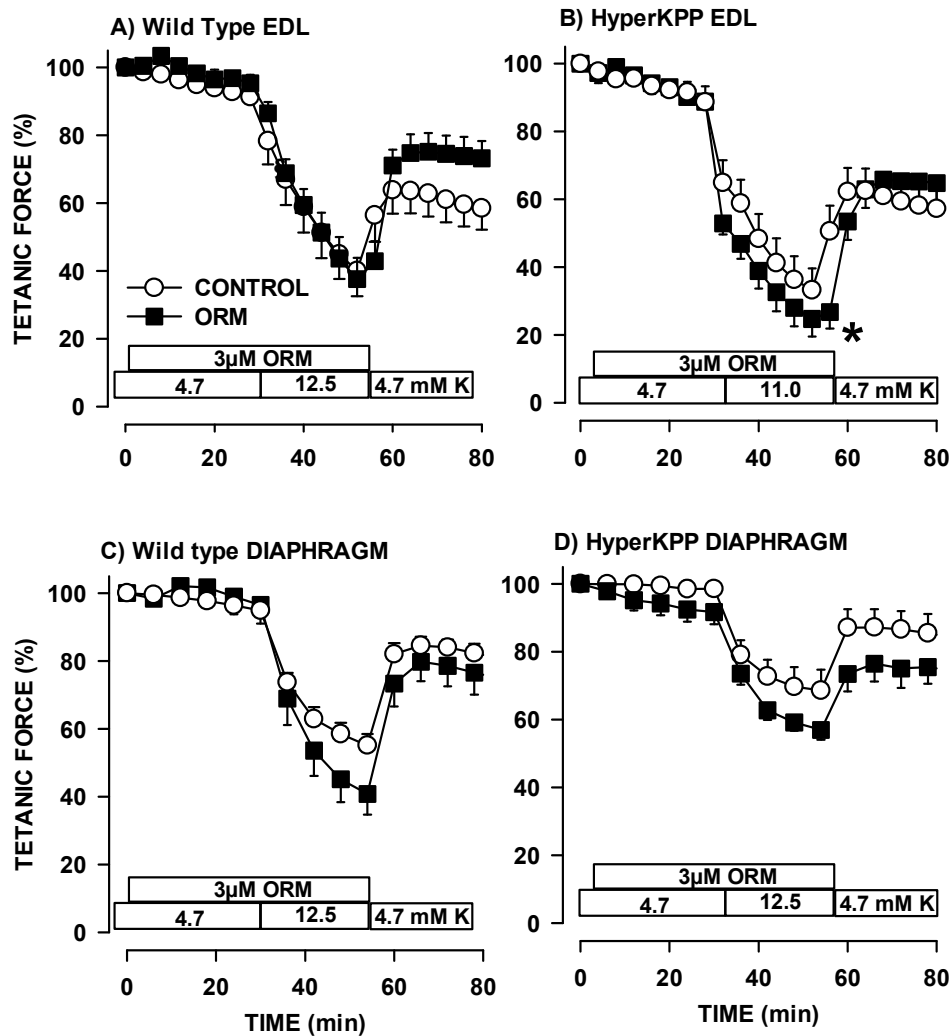 A) Wild Type EDL
TETANIC FORCE (%)
100
80
60
40
20
0
CONTROL
ORM
3µM ORM
4.7 12.5 4.7 mM K
0 20 40 60 80
B) HyperKPP EDL
100
80
60
40
20
0
*
3µM ORM
4.7 11.0 4.7 mM K
0 20 40 60 80
C) Wild type DIAPHRAGM
TETANIC FORCE (%)
100
80
60
40
20
0
3µM ORM
4.7 12.5 4.7 mM K
0 20 40 60 80
TIME (min)
D) HyperKPP DIAPHRAGM
100
80
60
40
20
0
3µM ORM
4.7 12.5 4.7 mM K
0 20 40 60 80
TIME (min)